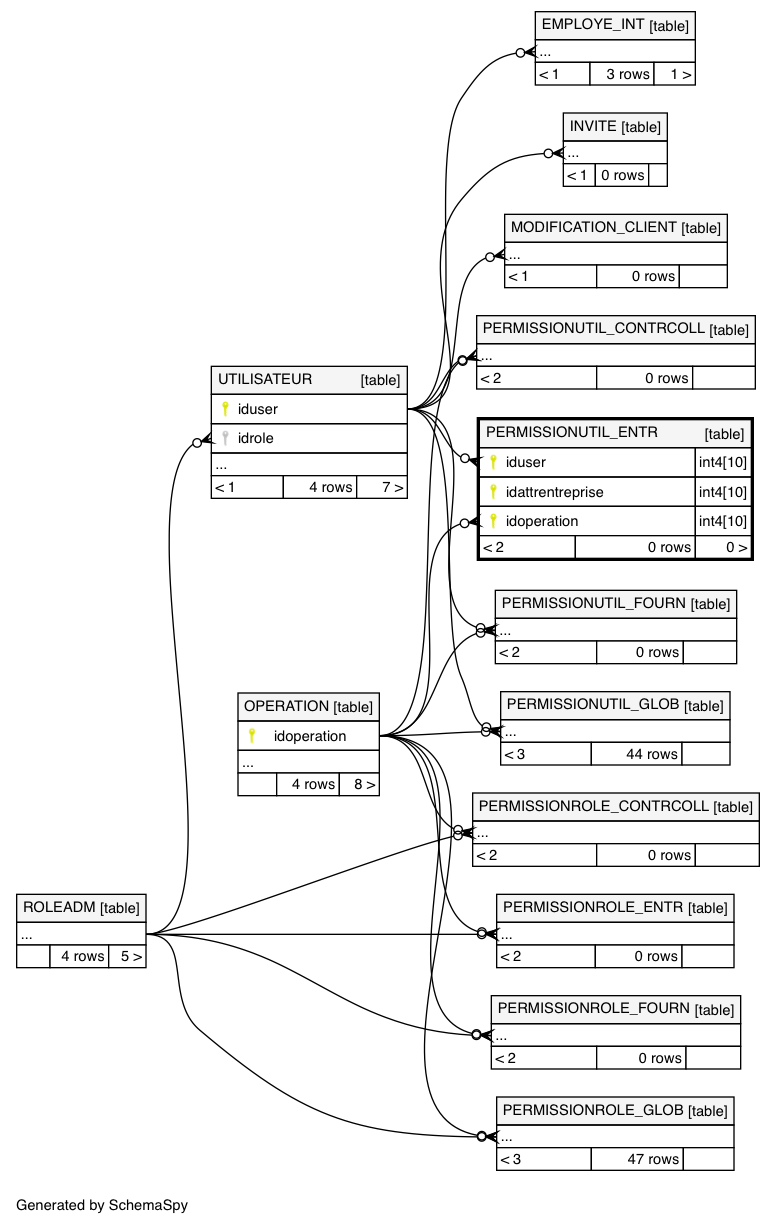 EMPLOYE_INT [table]
...
< 1 3 rows 1 >
INVITE [table]
...
< 1 0 rows
MODIFICATION_CLIENT [table]
...
< 1 0 rows
PERMISSIONUTIL_CONTRCOLL [table]
...
< 2 0 rows
UTILISATEUR [table]
iduser
idrole
...
< 1 4 rows 7 >
PERMISSIONUTIL_ENTR [table]
iduser int4[10]
idattrentreprise int4[10]
idoperation int4[10]
< 2 0 rows 0 >
PERMISSIONUTIL_FOURN [table]
...
< 2 0 rows
OPERATION [table]
idoperation
...
4 rows 8 >
PERMISSIONUTIL_GLOB [table]
...
< 3 44 rows
PERMISSIONROLE_CONTRCOLL [table]
...
< 2 0 rows
ROLEADM [table]
...
4 rows 5 >
PERMISSIONROLE_ENTR [table]
...
< 2 0 rows
PERMISSIONROLE_FOURN [table]
...
< 2 0 rows
PERMISSIONROLE_GLOB [table]
...
< 3 47 rows
Generated by SchemaSpy